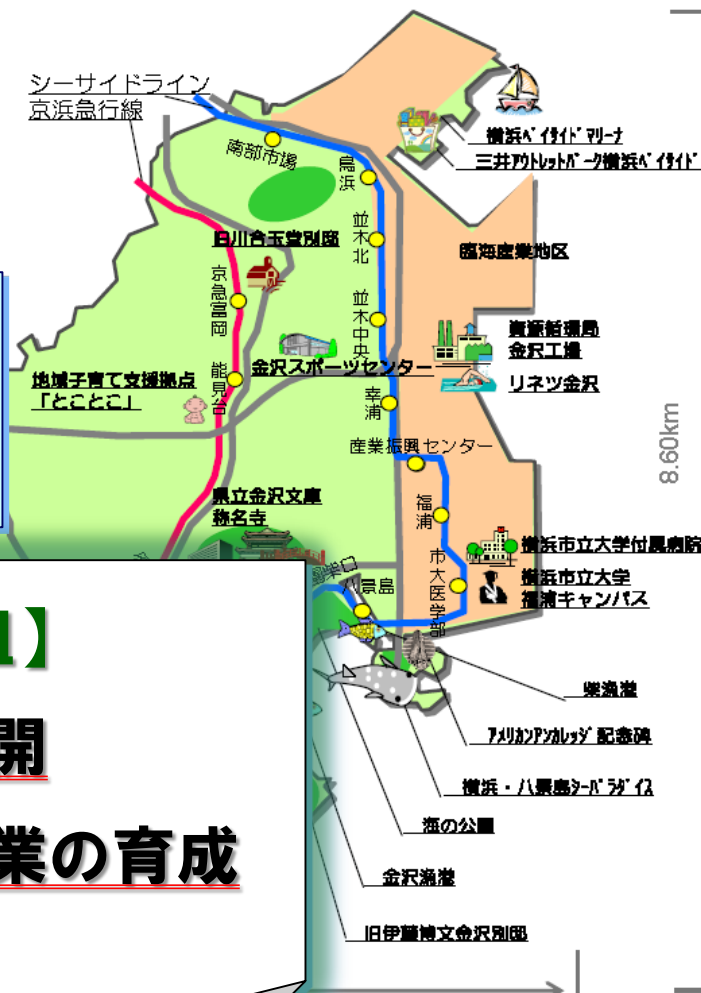 シーサイドライン
京浜急行線
南部市場
鳥浜
並木北
並木中央
幸浦
産業振興センター
福浦
市大医学部
八景島
京急富岡
能見台
横浜ベイサイドマリーナ
三井アウトレットパーク横浜ベイサイド
旧川合玉堂別邸
臨海産業地区
資源循環局
金沢工場
リネツ金沢
金沢スポーツセンター
地域子育て支援拠点
「とことこ」
8.60km
県立金沢文庫
称名寺
横浜市立大学付属病院
横浜市立大学
福浦キャンパス
柴漁港
アメリカンアンカレッジ記念碑
横浜・八景島シーパラダイス
海の公園
金沢漁港
旧伊藤博文金沢別邸
1】
開
業の育成